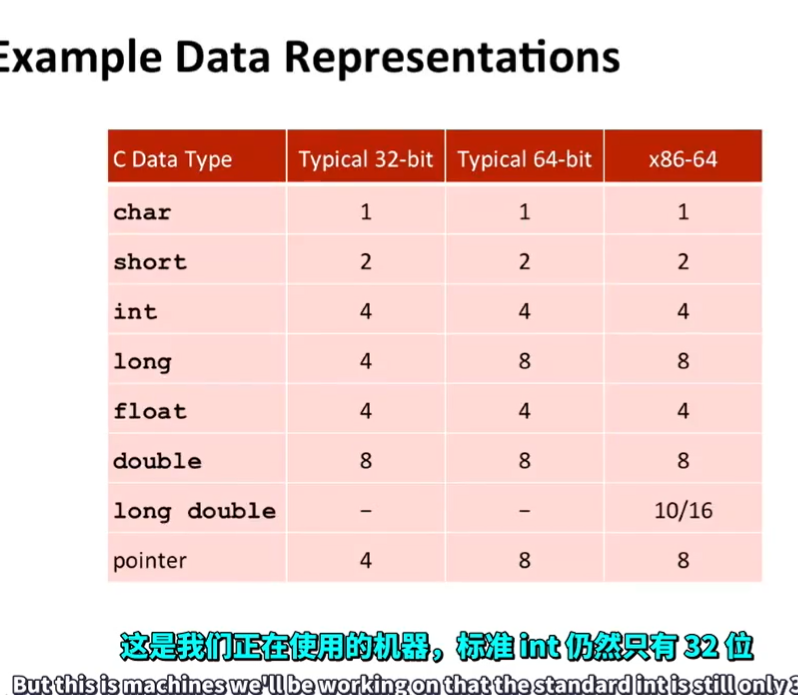 Example Data Representations
C Data Type Typical 32-bit Typical 64-bit x86-64
char 1 1 1
short 2 2 2
int 4 4 4
long 4 8 8
float 4 4 4
double 8 8 8
long double – – 10/16
pointer 4 8 8
这是我们正在使用的机器，标准 int 仍然只有 32 位
But this is machines we'll be working on that the standard int is still only